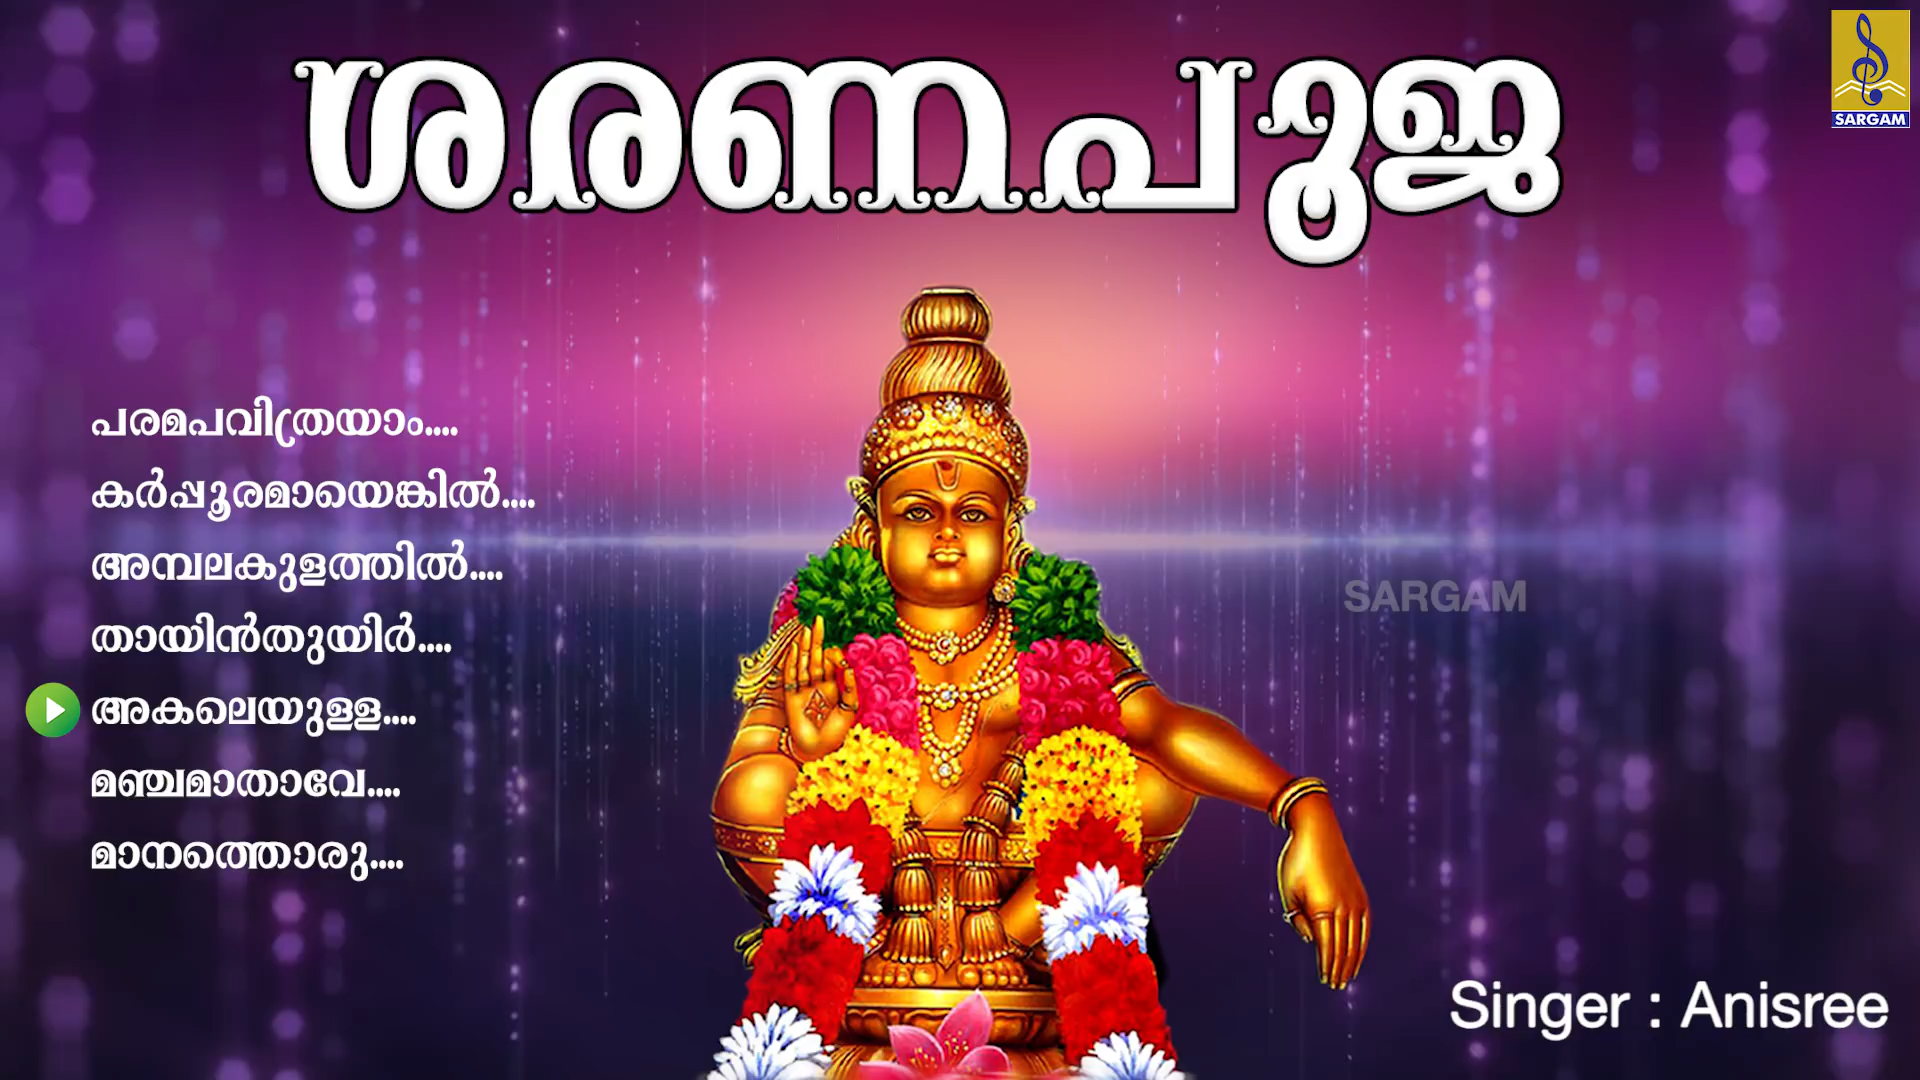 ശരണപൂജ
SARGAM
പരമപവിത്രയാം....
കർപ്പൂരമായെങ്കിൽ....
അമ്പലകുളത്തിൽ....
തായിൻതുയിർ....
അകലെയുള്ള....
മഞ്ചമാതാവേ....
മാനത്തൊരു....
SARGAM
Singer : Anisree